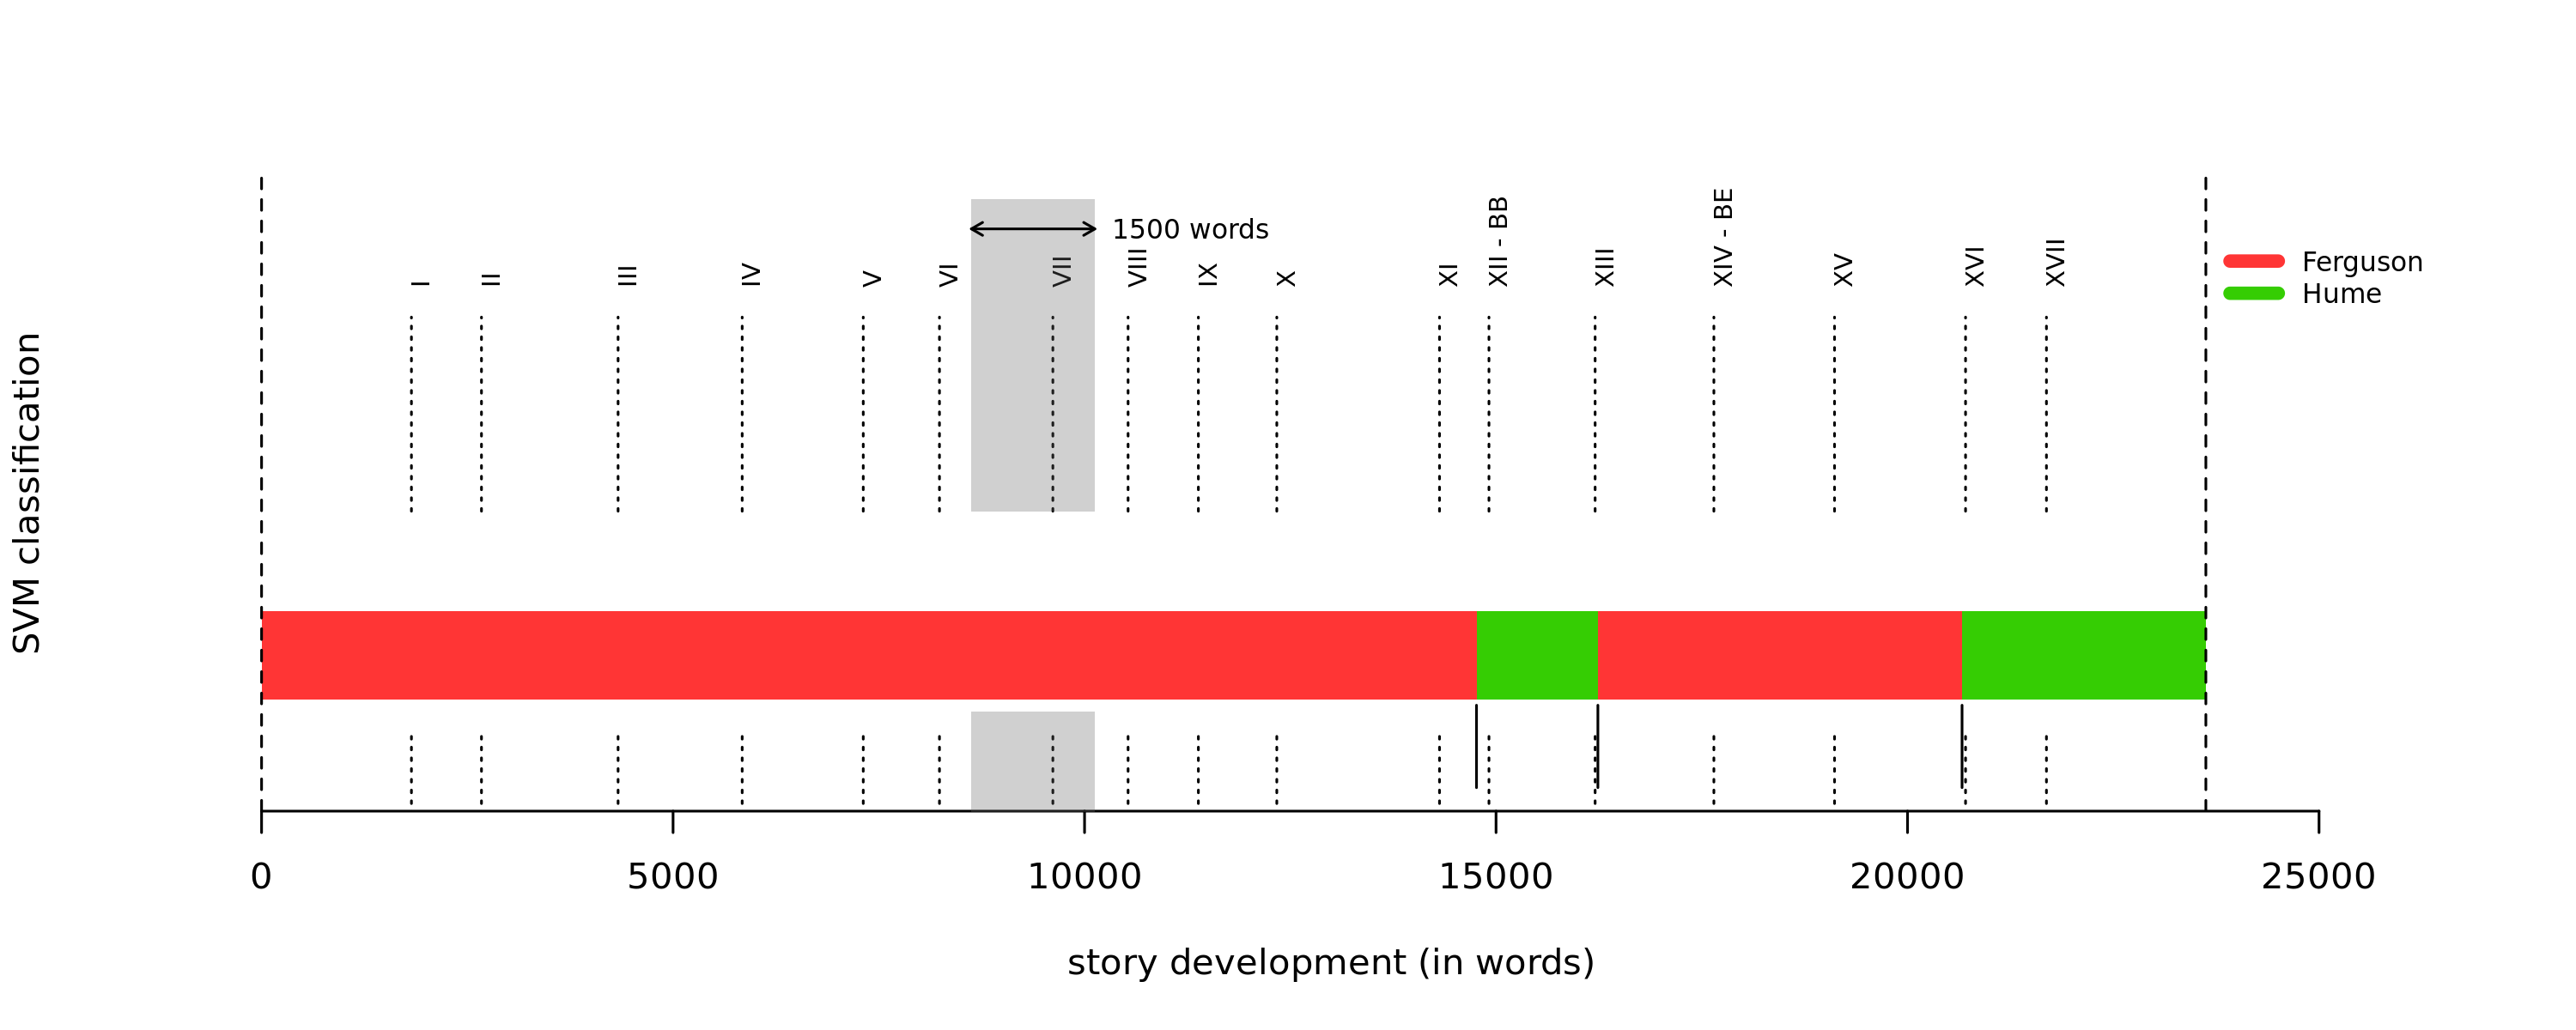 1500 words
I
II
III
IV
V
VI
VII
VIII
IX
X
XI
XII - BB
XIII
XIV - BE
XV
XVI
XVII
Ferguson
Hume
SVM classification
0
5000
10000
15000
20000
25000
story development (in words)